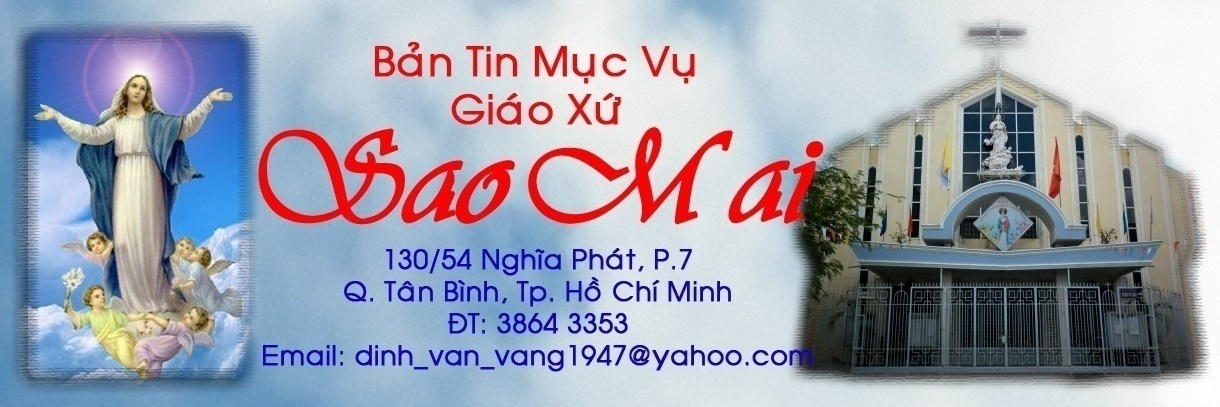 Bản Tin Mục Vụ
Giáo Xứ
Sao Mai
130/54 Nghĩa Phát, P.7
Q. Tân Bình, Tp. Hồ Chí Minh
ĐT: 3864 3353
Email: dinh_van_vang1947@yahoo.com